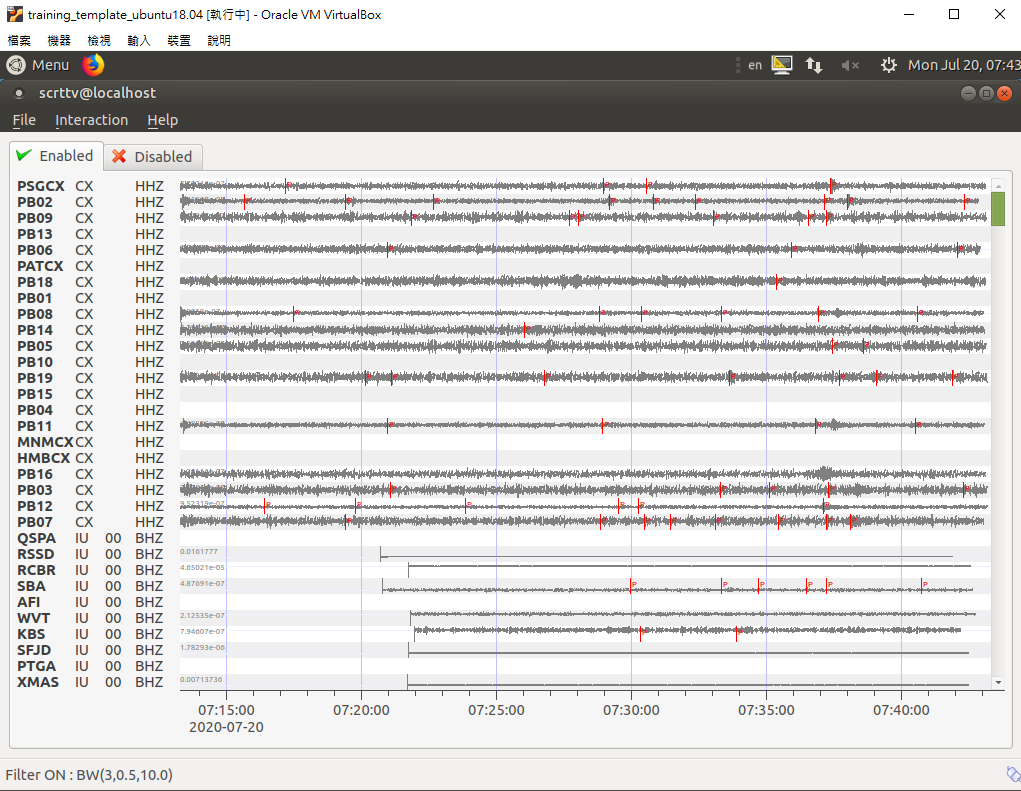 training_template_ubuntu18.04 [執行中] - Oracle VM VirtualBox
檔案 機器 檢視 輸入 裝置 說明
Menu en Mon Jul 20, 07:43
scrttv@localhost
File Interaction Help
Enabled Disabled
PSGCX CX HHZ
PB02 CX HHZ
PB09 CX HHZ
PB13 CX HHZ
PB06 CX HHZ
PATCX CX HHZ
PB18 CX HHZ
PB01 CX HHZ
PB08 CX HHZ
PB14 CX HHZ
PB05 CX HHZ
PB10 CX HHZ
PB19 CX HHZ
PB15 CX HHZ
PB04 CX HHZ
PB11 CX HHZ
MNMCX CX HHZ
HMBCX CX HHZ
PB16 CX HHZ
PB03 CX HHZ
PB12 CX HHZ
PB07 CX HHZ
QSPA IU 00 BHZ
RSSD IU 00 BHZ 0.0161777
RCBR IU 00 BHZ 4.65021e-05
SBA IU 00 BHZ 4.87691e-07 P P P P P P
AFI IU 00 BHZ
WVT IU 00 BHZ 2.12535e-07
KBS IU 00 BHZ 7.94607e-07
SFJD IU 00 BHZ 1.78293e-06
PTGA IU 00 BHZ
XMAS IU 00 BHZ 0.00713736
07:15:00 07:20:00 07:25:00 07:30:00 07:35:00 07:40:00
2020-07-20
Filter ON : BW(3,0.5,10.0)